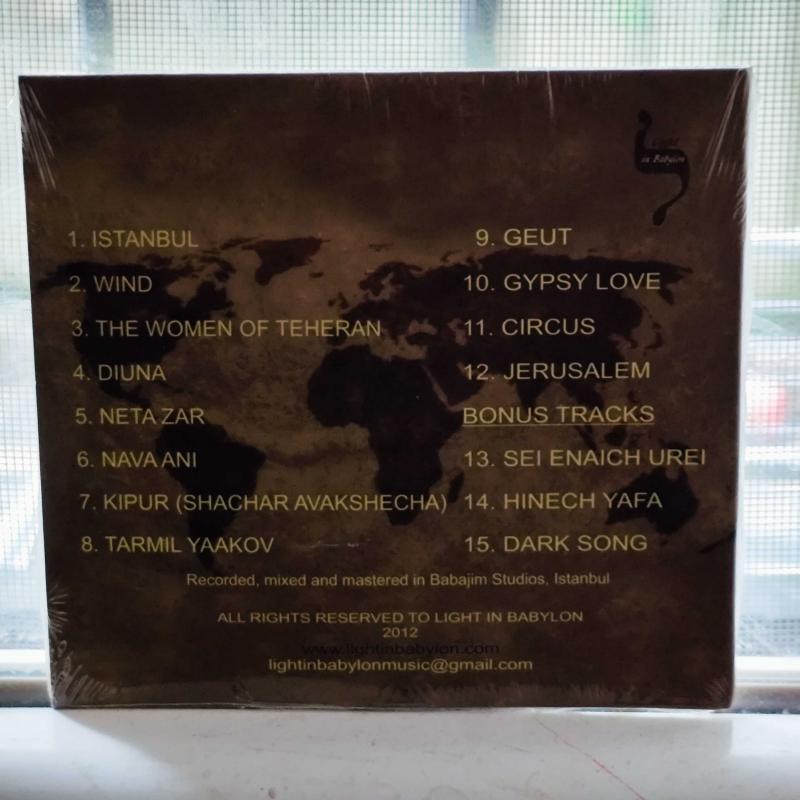 Light
in Babylon
1. ISTANBUL
2. WIND
3. THE WOMEN OF TEHERAN
4. DIUNA
5. NETA ZAR
6. NAVA ANI
7. KIPUR (SHACHAR AVAKSHECHA)
8. TARMIL YAAKOV
9. GEUT
10. GYPSY LOVE
11. CIRCUS
12. JERUSALEM
BONUS TRACKS
13. SEI ENAICH UREI
14. HINECH YAFA
15. DARK SONG
Recorded, mixed and mastered in Babajim Studios, Istanbul
ALL RIGHTS RESERVED TO LIGHT IN BABYLON
2012
www.lightinbabylon.com
lightinbabylonmusic@gmail.com